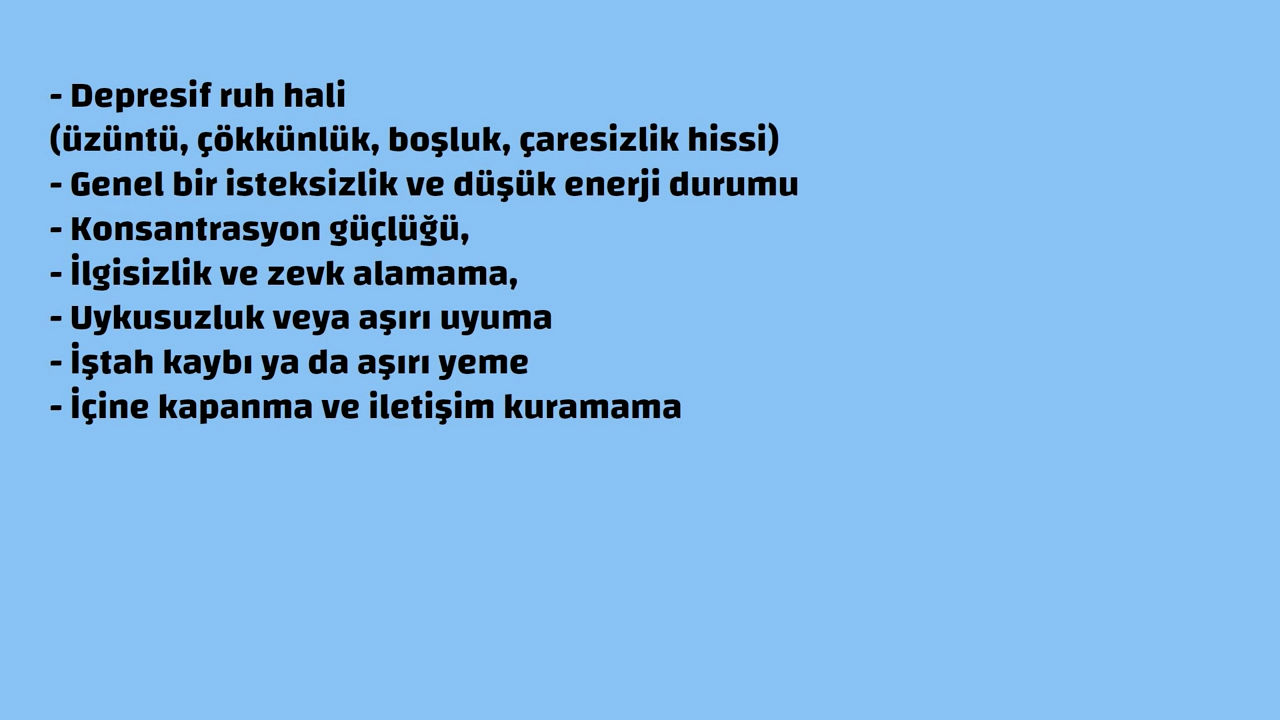 - Depresif ruh hali
(üzüntü, çökkünlük, boşluk, çaresizlik hissi)
- Genel bir isteksizlik ve düşük enerji durumu
- Konsantrasyon güçlüğü,
- İlgisizlik ve zevk alamama,
- Uykusuzluk veya aşırı uyuma
- İştah kaybı ya da aşırı yeme
- İçine kapanma ve iletişim kuramama